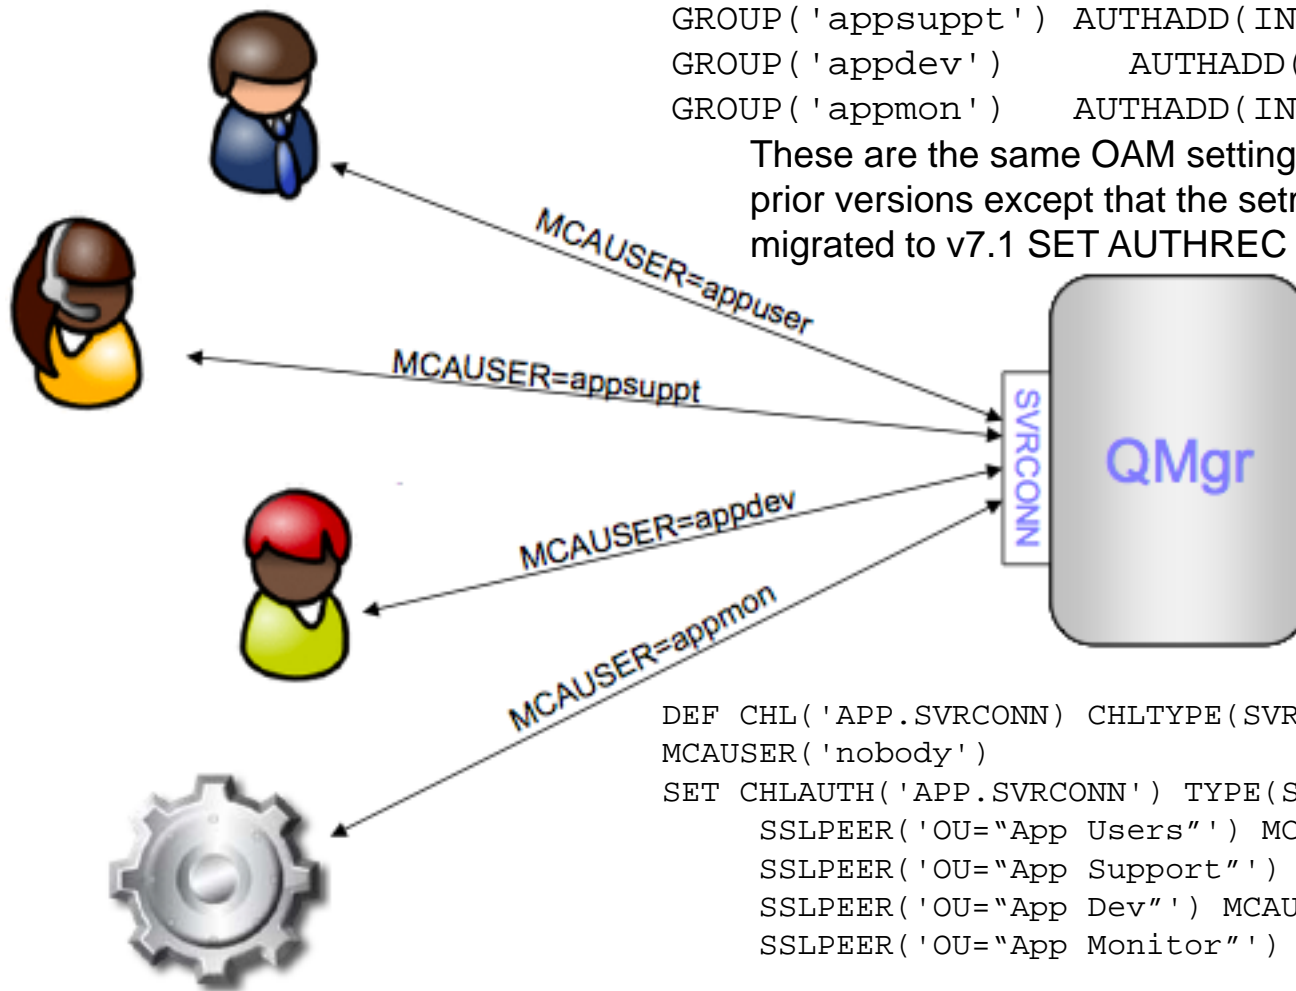 GROUP('appsuppt') AUTHADD(IN
GROUP('appdev') AUTHADD(
GROUP('appmon') AUTHADD(IN
These are the same OAM setting
prior versions except that the setr
migrated to v7.1 SET AUTHREC
MCAUSER=appuser
MCAUSER=appsuppt
MCAUSER=appdev
MCAUSER=appmon
SVRCONN
QMgr
DEF CHL('APP.SVRCONN) CHLTYPE(SVR
MCAUSER('nobody')
SET CHLAUTH('APP.SVRCONN') TYPE(S
SSLPEER('OU=“App Users”') MC
SSLPEER('OU=“App Support”')
SSLPEER('OU=“App Dev”') MCAU
SSLPEER('OU=“App Monitor”')